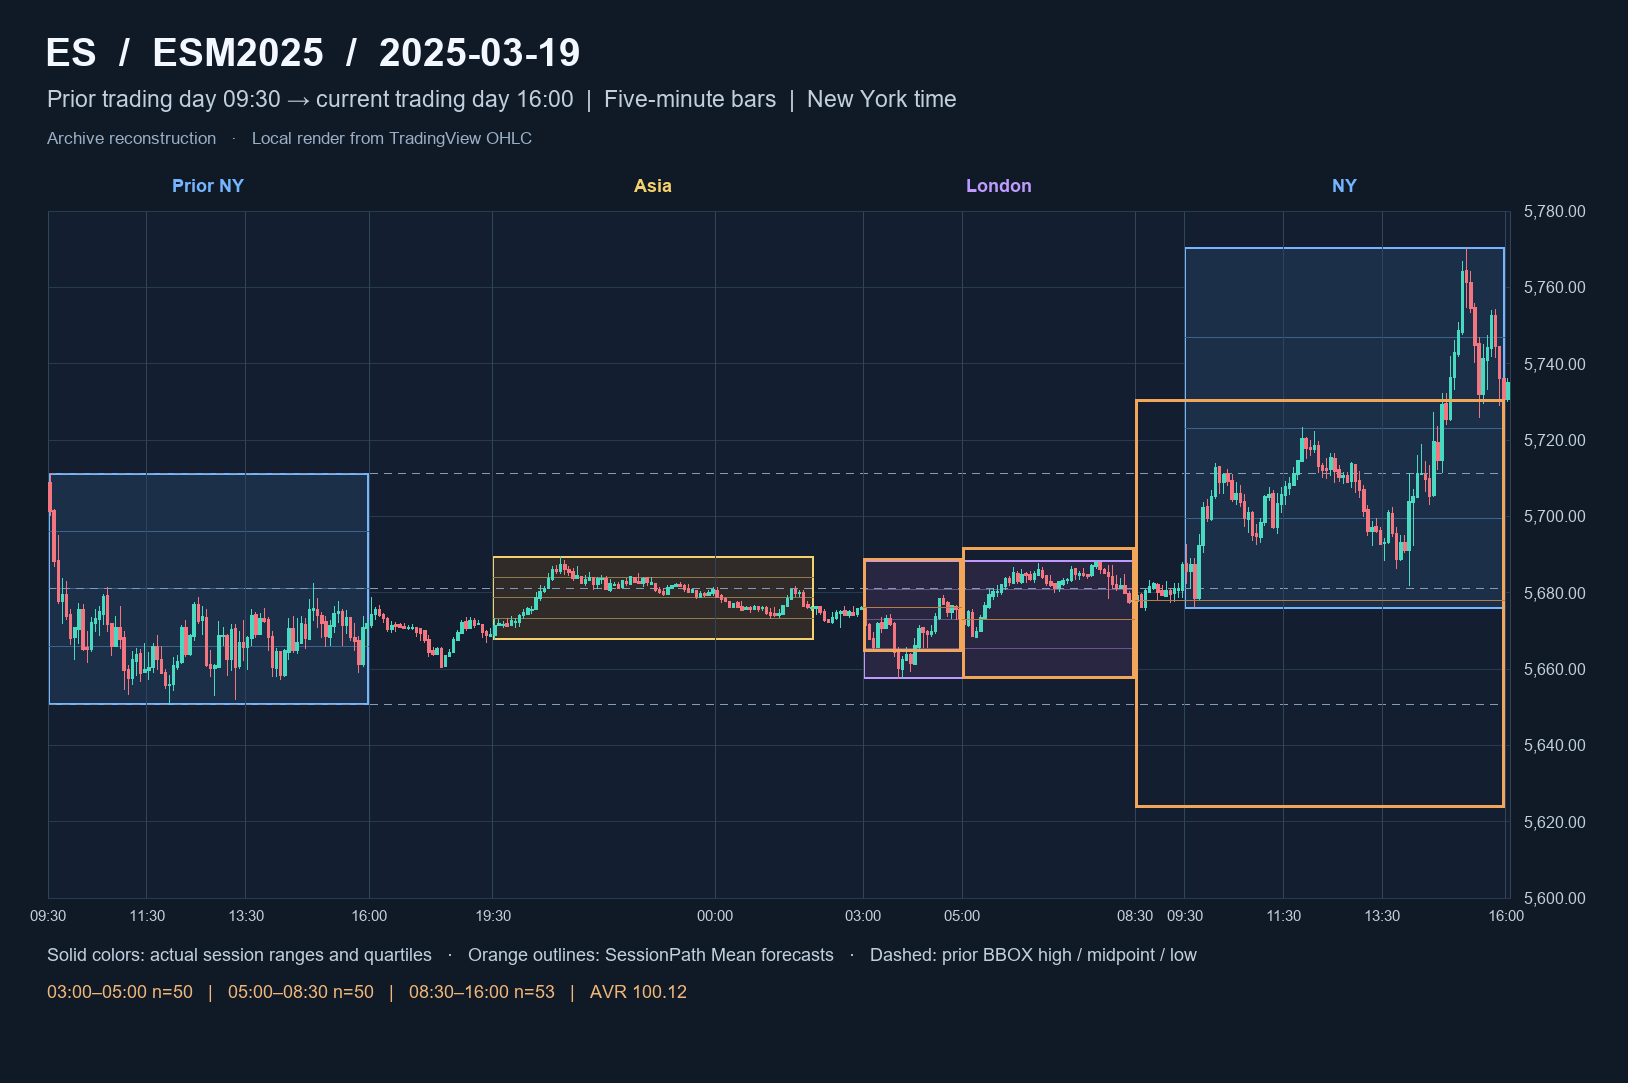 ES / ESM2025 / 2025-03-19
Prior trading day 09:30 → current trading day 16:00 | Five-minute bars | New York time
Archive reconstruction · Local render from TradingView OHLC
Prior NY Asia London NY
5,780.00
5,760.00
5,740.00
5,720.00
5,700.00
5,680.00
5,660.00
5,640.00
5,620.00
5,600.00
09:30 11:30 13:30 16:00 19:30 00:00 03:00 05:00 08:30 09:30 11:30 13:30 16:00
Solid colors: actual session ranges and quartiles · Orange outlines: SessionPath Mean forecasts · Dashed: prior BBOX high / midpoint / low
03:00–05:00 n=50 | 05:00–08:30 n=50 | 08:30–16:00 n=53 | AVR 100.12